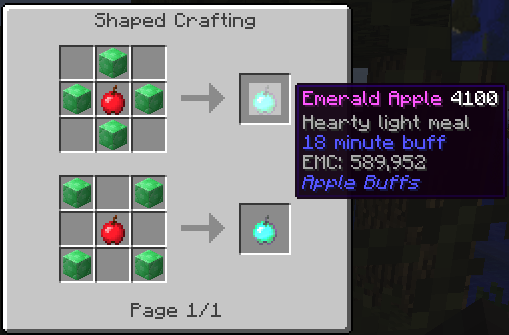 Shaped Crafting
Emerald Apple 4100
Hearty light meal
18 minute buff
EMC: 589,952
Apple Buffs
Page 1/1